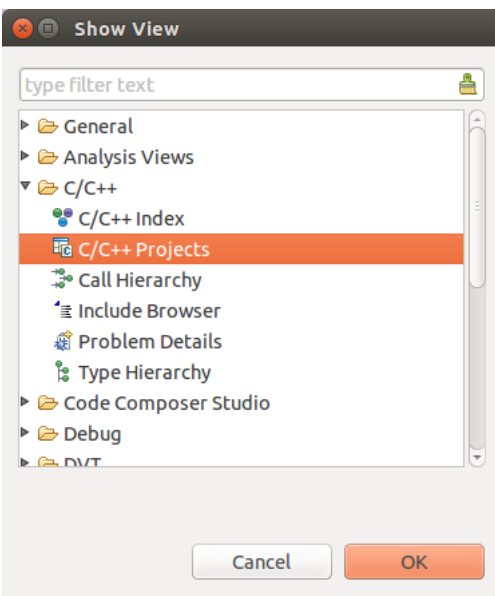 Show View
type filter text
General
Analysis Views
C/C++
C/C++ Index
C/C++ Projects
Call Hierarchy
Include Browser
Problem Details
Type Hierarchy
Code Composer Studio
Debug
DVT
Cancel OK